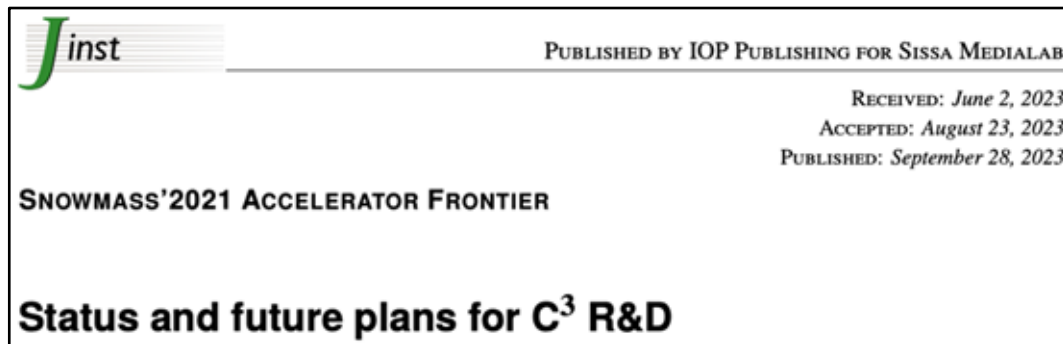 Jinst
PUBLISHED BY IOP PUBLISHING FOR SISSA MEDIALAB
RECEIVED: June 2, 2023
ACCEPTED: August 23, 2023
PUBLISHED: September 28, 2023
SNOWMASS'2021 ACCELERATOR FRONTIER
Status and future plans for C³ R&D